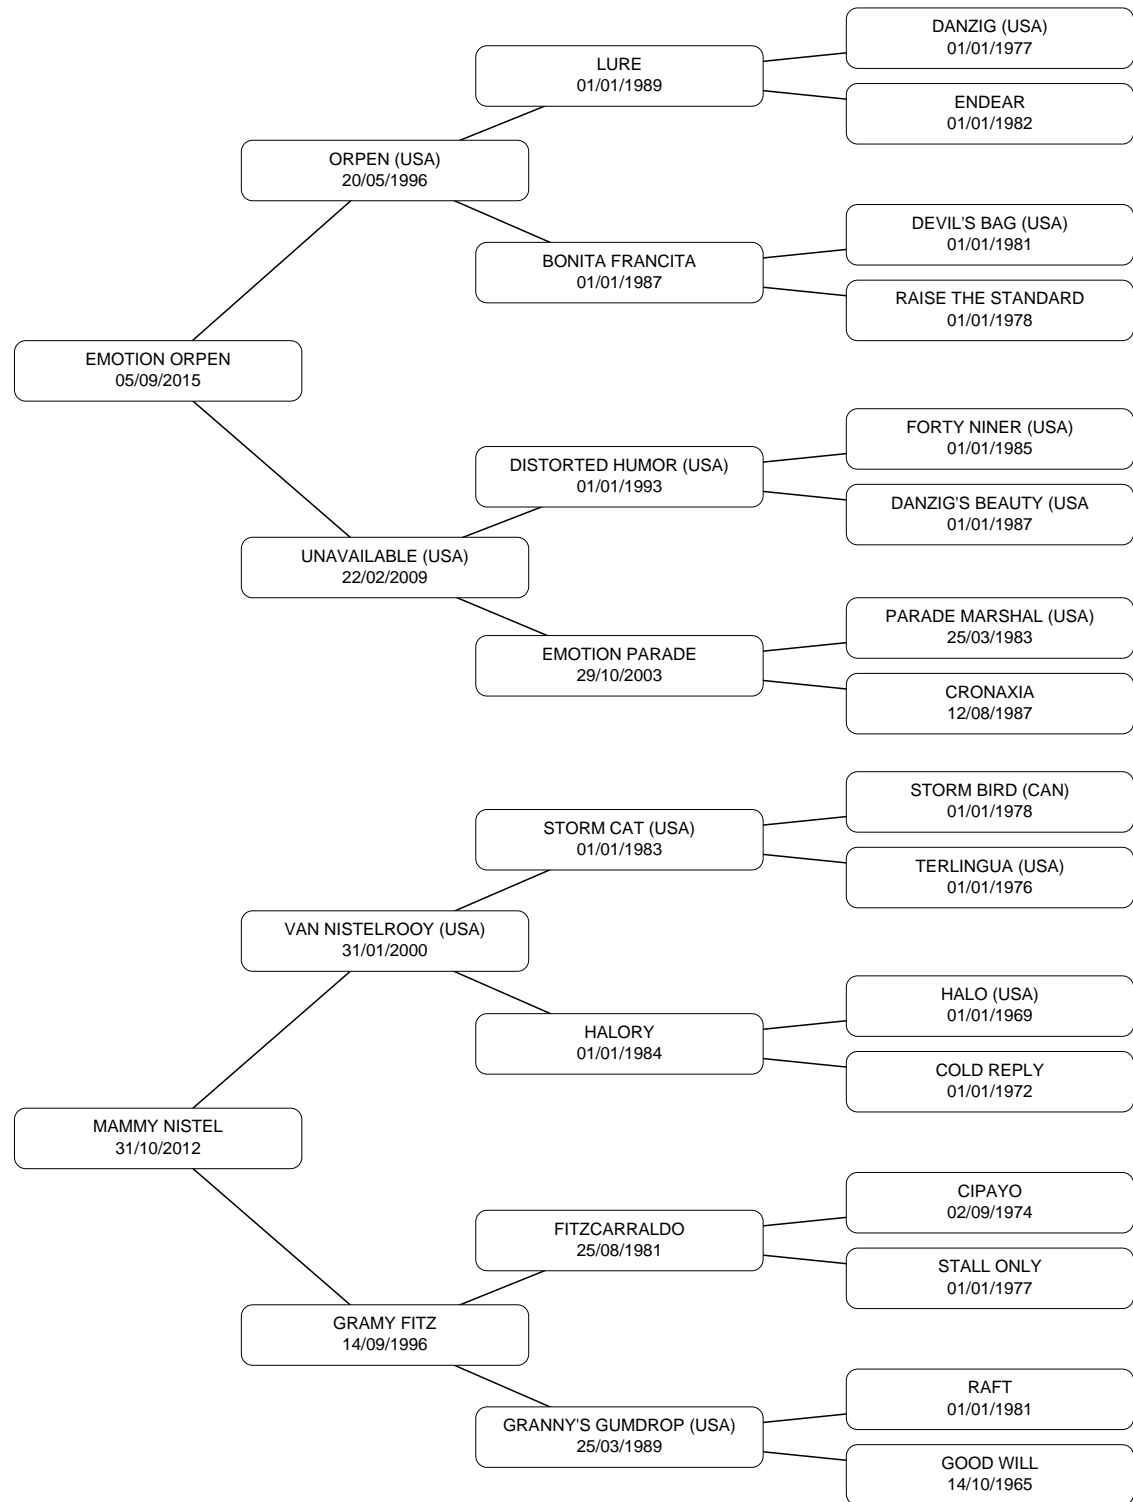 DANZIG (USA)
01/01/1977
LURE
01/01/1989
ENDEAR
01/01/1982
ORPEN (USA)
20/05/1996
DEVIL'S BAG (USA)
01/01/1981
BONITA FRANCITA
01/01/1987
RAISE THE STANDARD
01/01/1978
EMOTION ORPEN
05/09/2015
FORTY NINER (USA)
01/01/1985
DISTORTED HUMOR (USA)
01/01/1993
DANZIG'S BEAUTY (USA
01/01/1987
UNAVAILABLE (USA)
22/02/2009
PARADE MARSHAL (USA)
25/03/1983
EMOTION PARADE
29/10/2003
CRONAXIA
12/08/1987
STORM BIRD (CAN)
01/01/1978
STORM CAT (USA)
01/01/1983
TERLINGUA (USA)
01/01/1976
VAN NISTELROOY (USA)
31/01/2000
HALO (USA)
01/01/1969
HALORY
01/01/1984
COLD REPLY
01/01/1972
MAMMY NISTEL
31/10/2012
CIPAYO
02/09/1974
FITZCARRALDO
25/08/1981
STALL ONLY
01/01/1977
GRAMY FITZ
14/09/1996
RAFT
01/01/1981
GRANNY'S GUMDROP (USA)
25/03/1989
GOOD WILL
14/10/1965